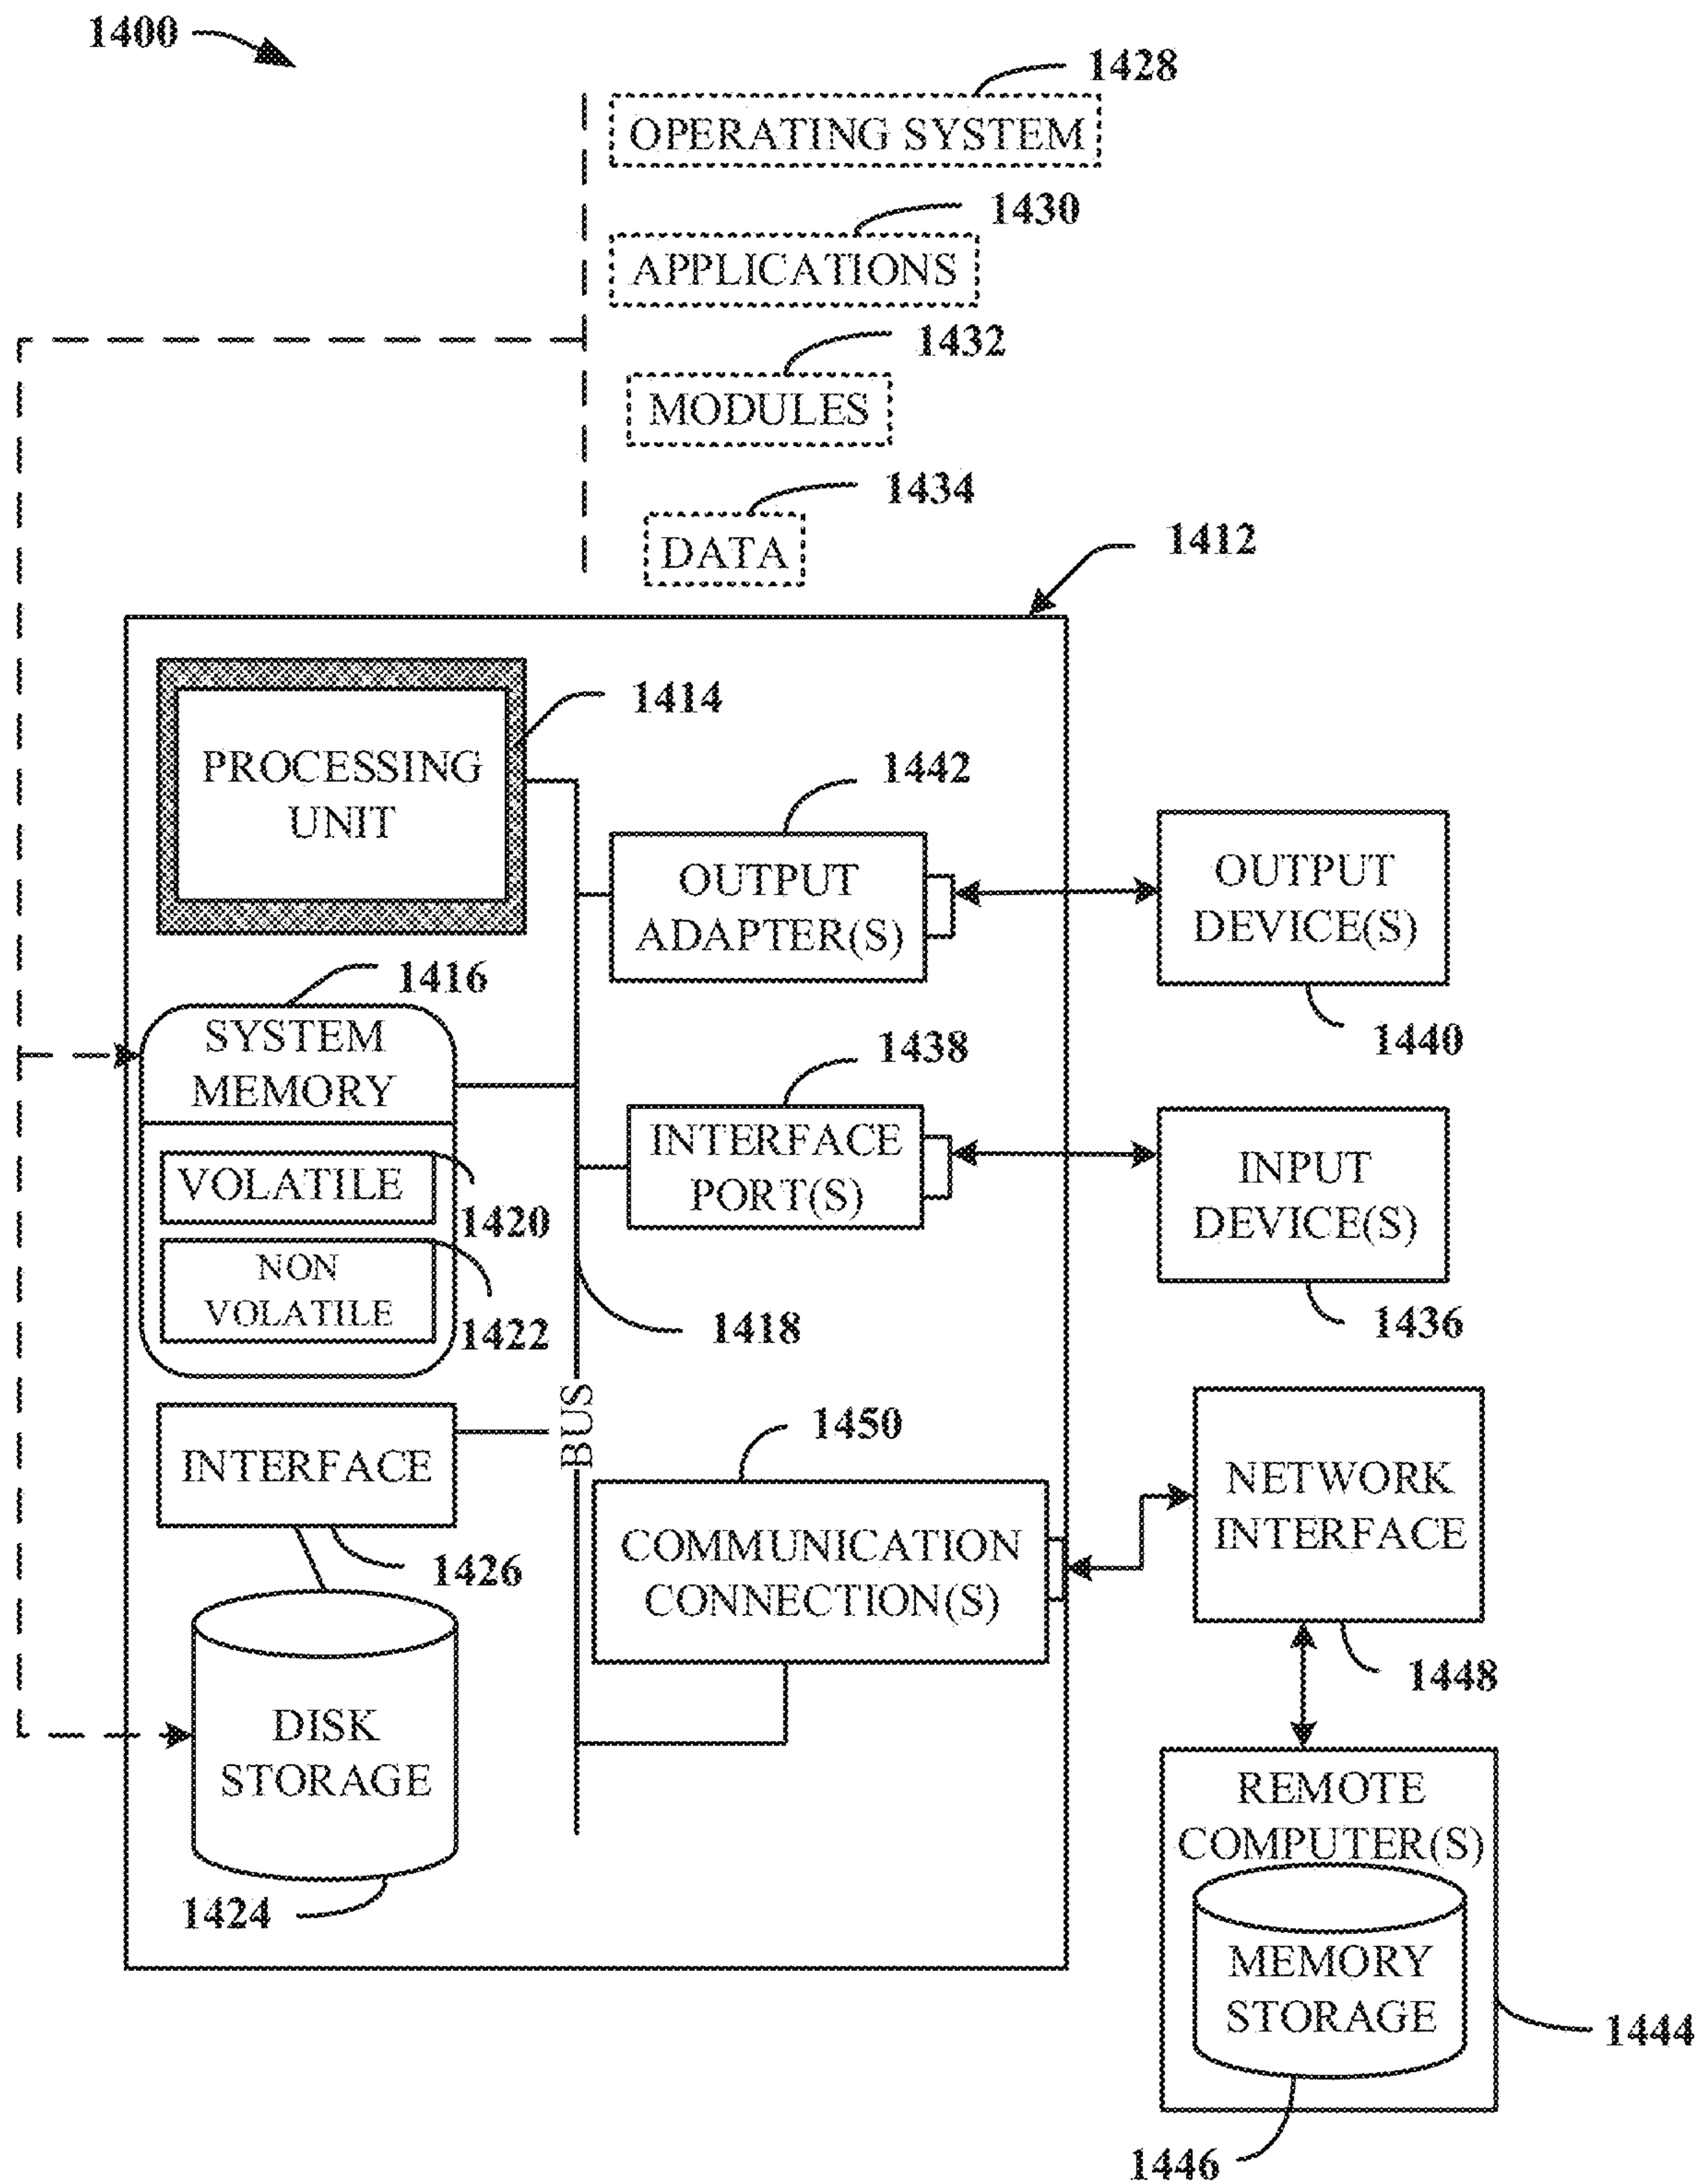 1400
1428
OPERATING SYSTEM
1430
APPLICATIONS
1432
MODULES
1434
DATA
1412
1414
PROCESSING
UNIT
1442
OUTPUT
ADAPTER(S)
OUTPUT
DEVICE(S)
1440
1416
SYSTEM
MEMORY
1438
INTERFACE
PORT(S)
INPUT
DEVICE(S)
1436
VOLATILE
1420
NON
VOLATILE
1422
1418
BUS
INTERFACE
1426
1450
COMMUNICATION
CONNECTION(S)
NETWORK
INTERFACE
1448
DISK
STORAGE
1424
REMOTE
COMPUTER(S)
MEMORY
STORAGE
1444
1446